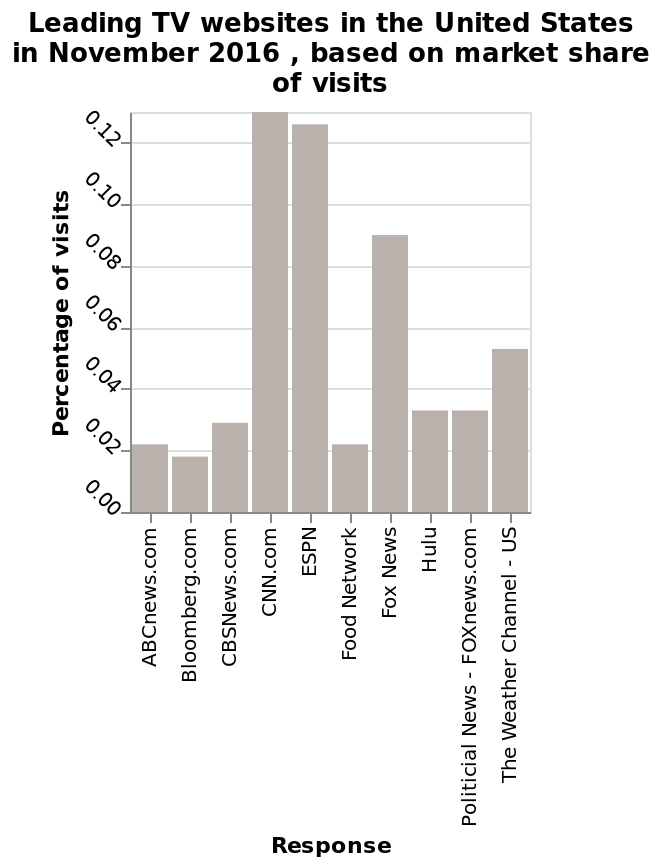 Leading TV websites in the United States
in November 2016 , based on market share
of visits
Percentage of visits
0.12
0.10
0.08
0.06
0.04
0.02
0.00
ABCnews.com
Bloomberg.com
CBSNews.com
CNN.com
ESPN
Food Network
Fox News
Hulu
Politicial News - FOXnews.com
The Weather Channel - US
Response